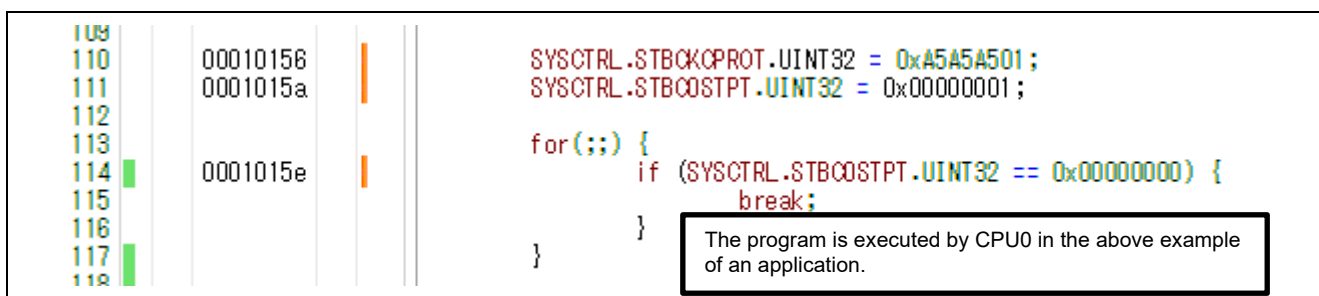 109
110 00010156 SYSCTRL.STBCKCPROT.UINT32 = 0xA5A5A501;
111 0001015a SYSCTRL.STBC0STPT.UINT32 = 0x00000001;
112
113 for(;;) {
114 0001015e if (SYSCTRL.STBC0STPT.UINT32 == 0x00000000) {
115 break;
116 }
117 }
118
The program is executed by CPU0 in the above example
of an application.